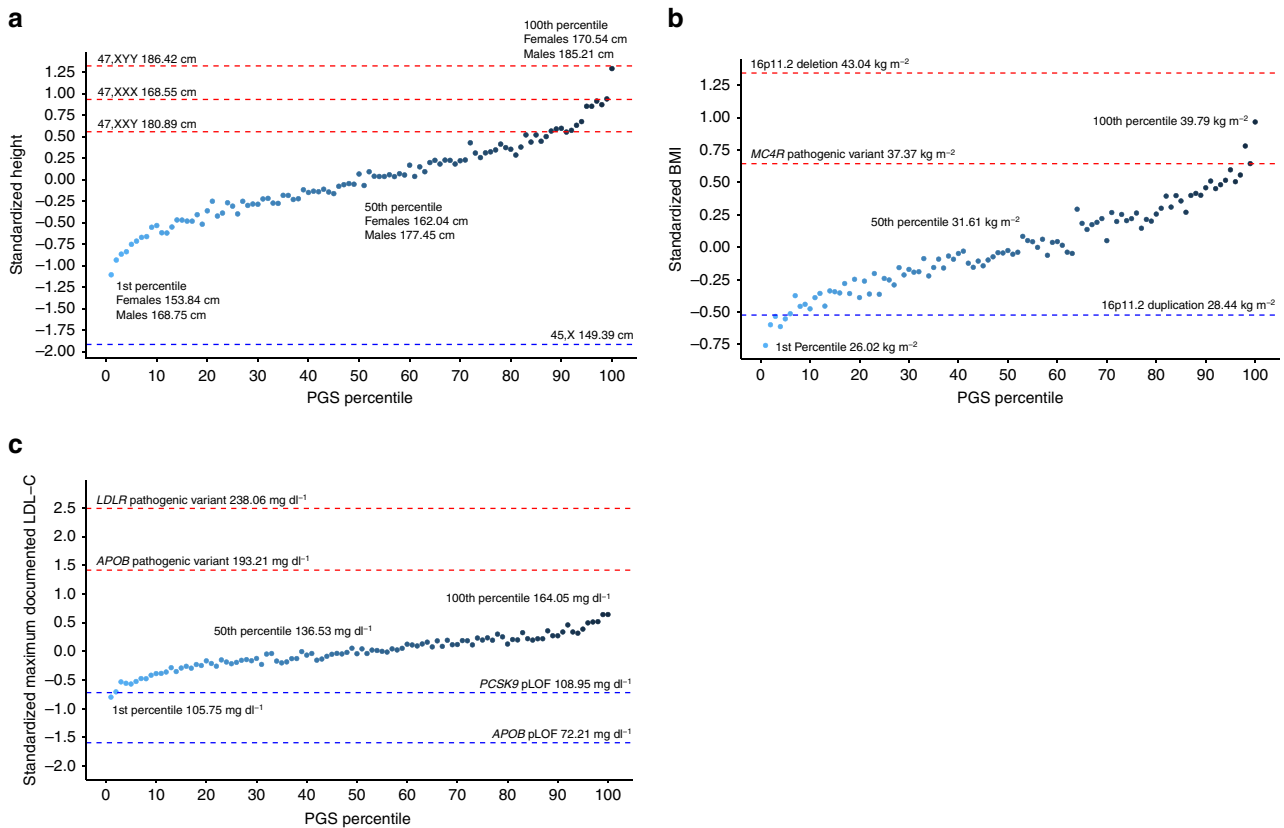 a
100th percentile
Females 170.54 cm
Males 185.21 cm
47,XYY 186.42 cm
47,XXX 168.55 cm
47,XXY 180.89 cm
50th percentile
Females 162.04 cm
Males 177.45 cm
1st percentile
Females 153.84 cm
Males 168.75 cm
45,X 149.39 cm
Standardized height
1.25
1.00
0.75
0.50
0.25
0.00
−0.25
−0.50
−0.75
−1.00
−1.25
−1.50
−1.75
−2.00
0 10 20 30 40 50 60 70 80 90 100
PGS percentile
b
16p11.2 deletion 43.04 kg m⁻²
100th percentile 39.79 kg m⁻²
MC4R pathogenic variant 37.37 kg m⁻²
50th percentile 31.61 kg m⁻²
16p11.2 duplication 28.44 kg m⁻²
1st Percentile 26.02 kg m⁻²
Standardized BMI
1.25
1.00
0.75
0.50
0.25
0.00
−0.25
−0.50
−0.75
0 10 20 30 40 50 60 70 80 90 100
PGS percentile
c
LDLR pathogenic variant 238.06 mg dl⁻¹
APOB pathogenic variant 193.21 mg dl⁻¹
100th percentile 164.05 mg dl⁻¹
50th percentile 136.53 mg dl⁻¹
PCSK9 pLOF 108.95 mg dl⁻¹
1st percentile 105.75 mg dl⁻¹
APOB pLOF 72.21 mg dl⁻¹
Standardized maximum documented LDL−C
2.5
2.0
1.5
1.0
0.5
0.0
−0.5
−1.0
−1.5
−2.0
0 10 20 30 40 50 60 70 80 90 100
PGS percentile